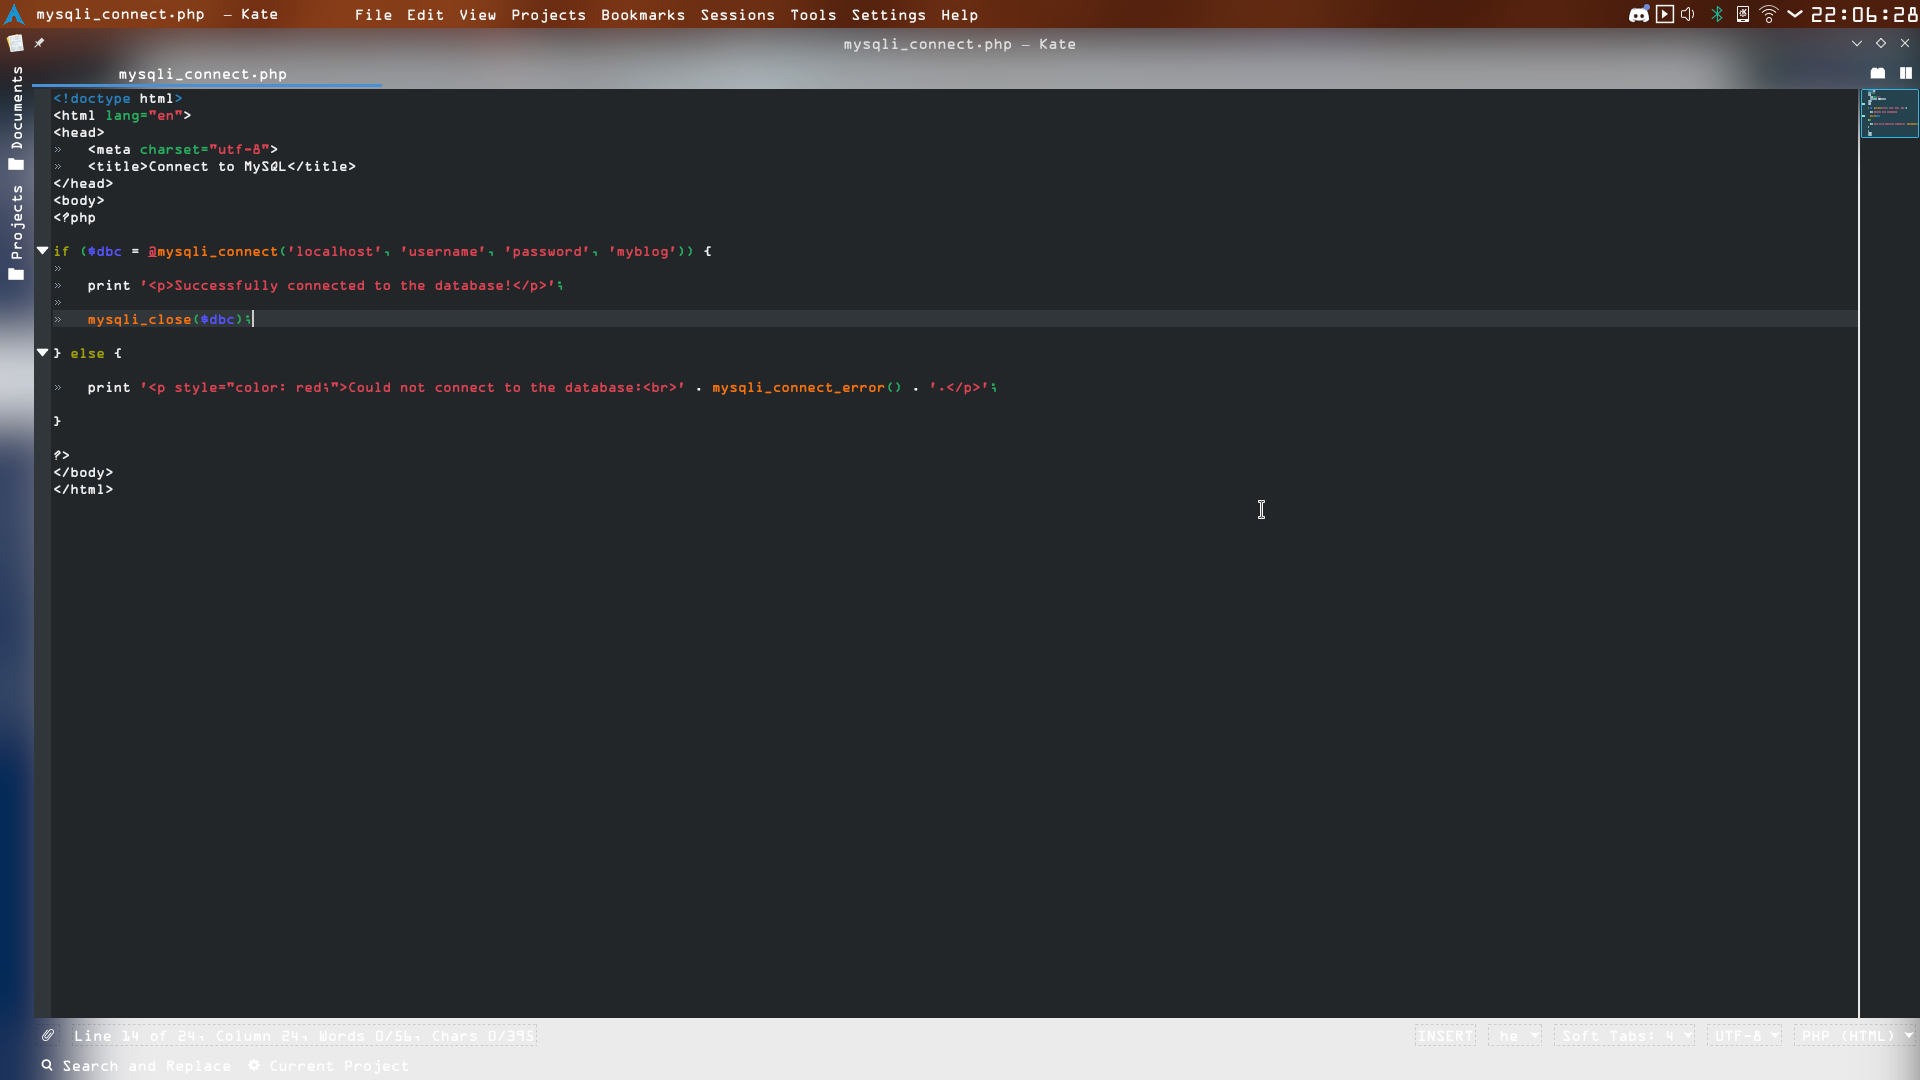 mysqli_connect.php – Kate File Edit View Projects Bookmarks Sessions Tools Settings Help 22:06:28
mysqli_connect.php – Kate
mysqli_connect.php
Documents
Projects
<!doctype html>
<html lang="en">
<head>
» <meta charset="utf-8">
» <title>Connect to MySQL</title>
</head>
<body>
<?php
if ($dbc = @mysqli_connect('localhost', 'username', 'password', 'myblog')) {
»
» print '<p>Successfully connected to the database!</p>';
»
» mysqli_close($dbc);
} else {
» print '<p style="color: red;">Could not connect to the database:<br>' . mysqli_connect_error() . '.</p>';
}
?>
</body>
</html>
Line 14 of 24, Column 24, Words 0/56, Chars 0/395 INSERT he Soft Tabs: 4 UTF-8 PHP (HTML)
Search and Replace Current Project